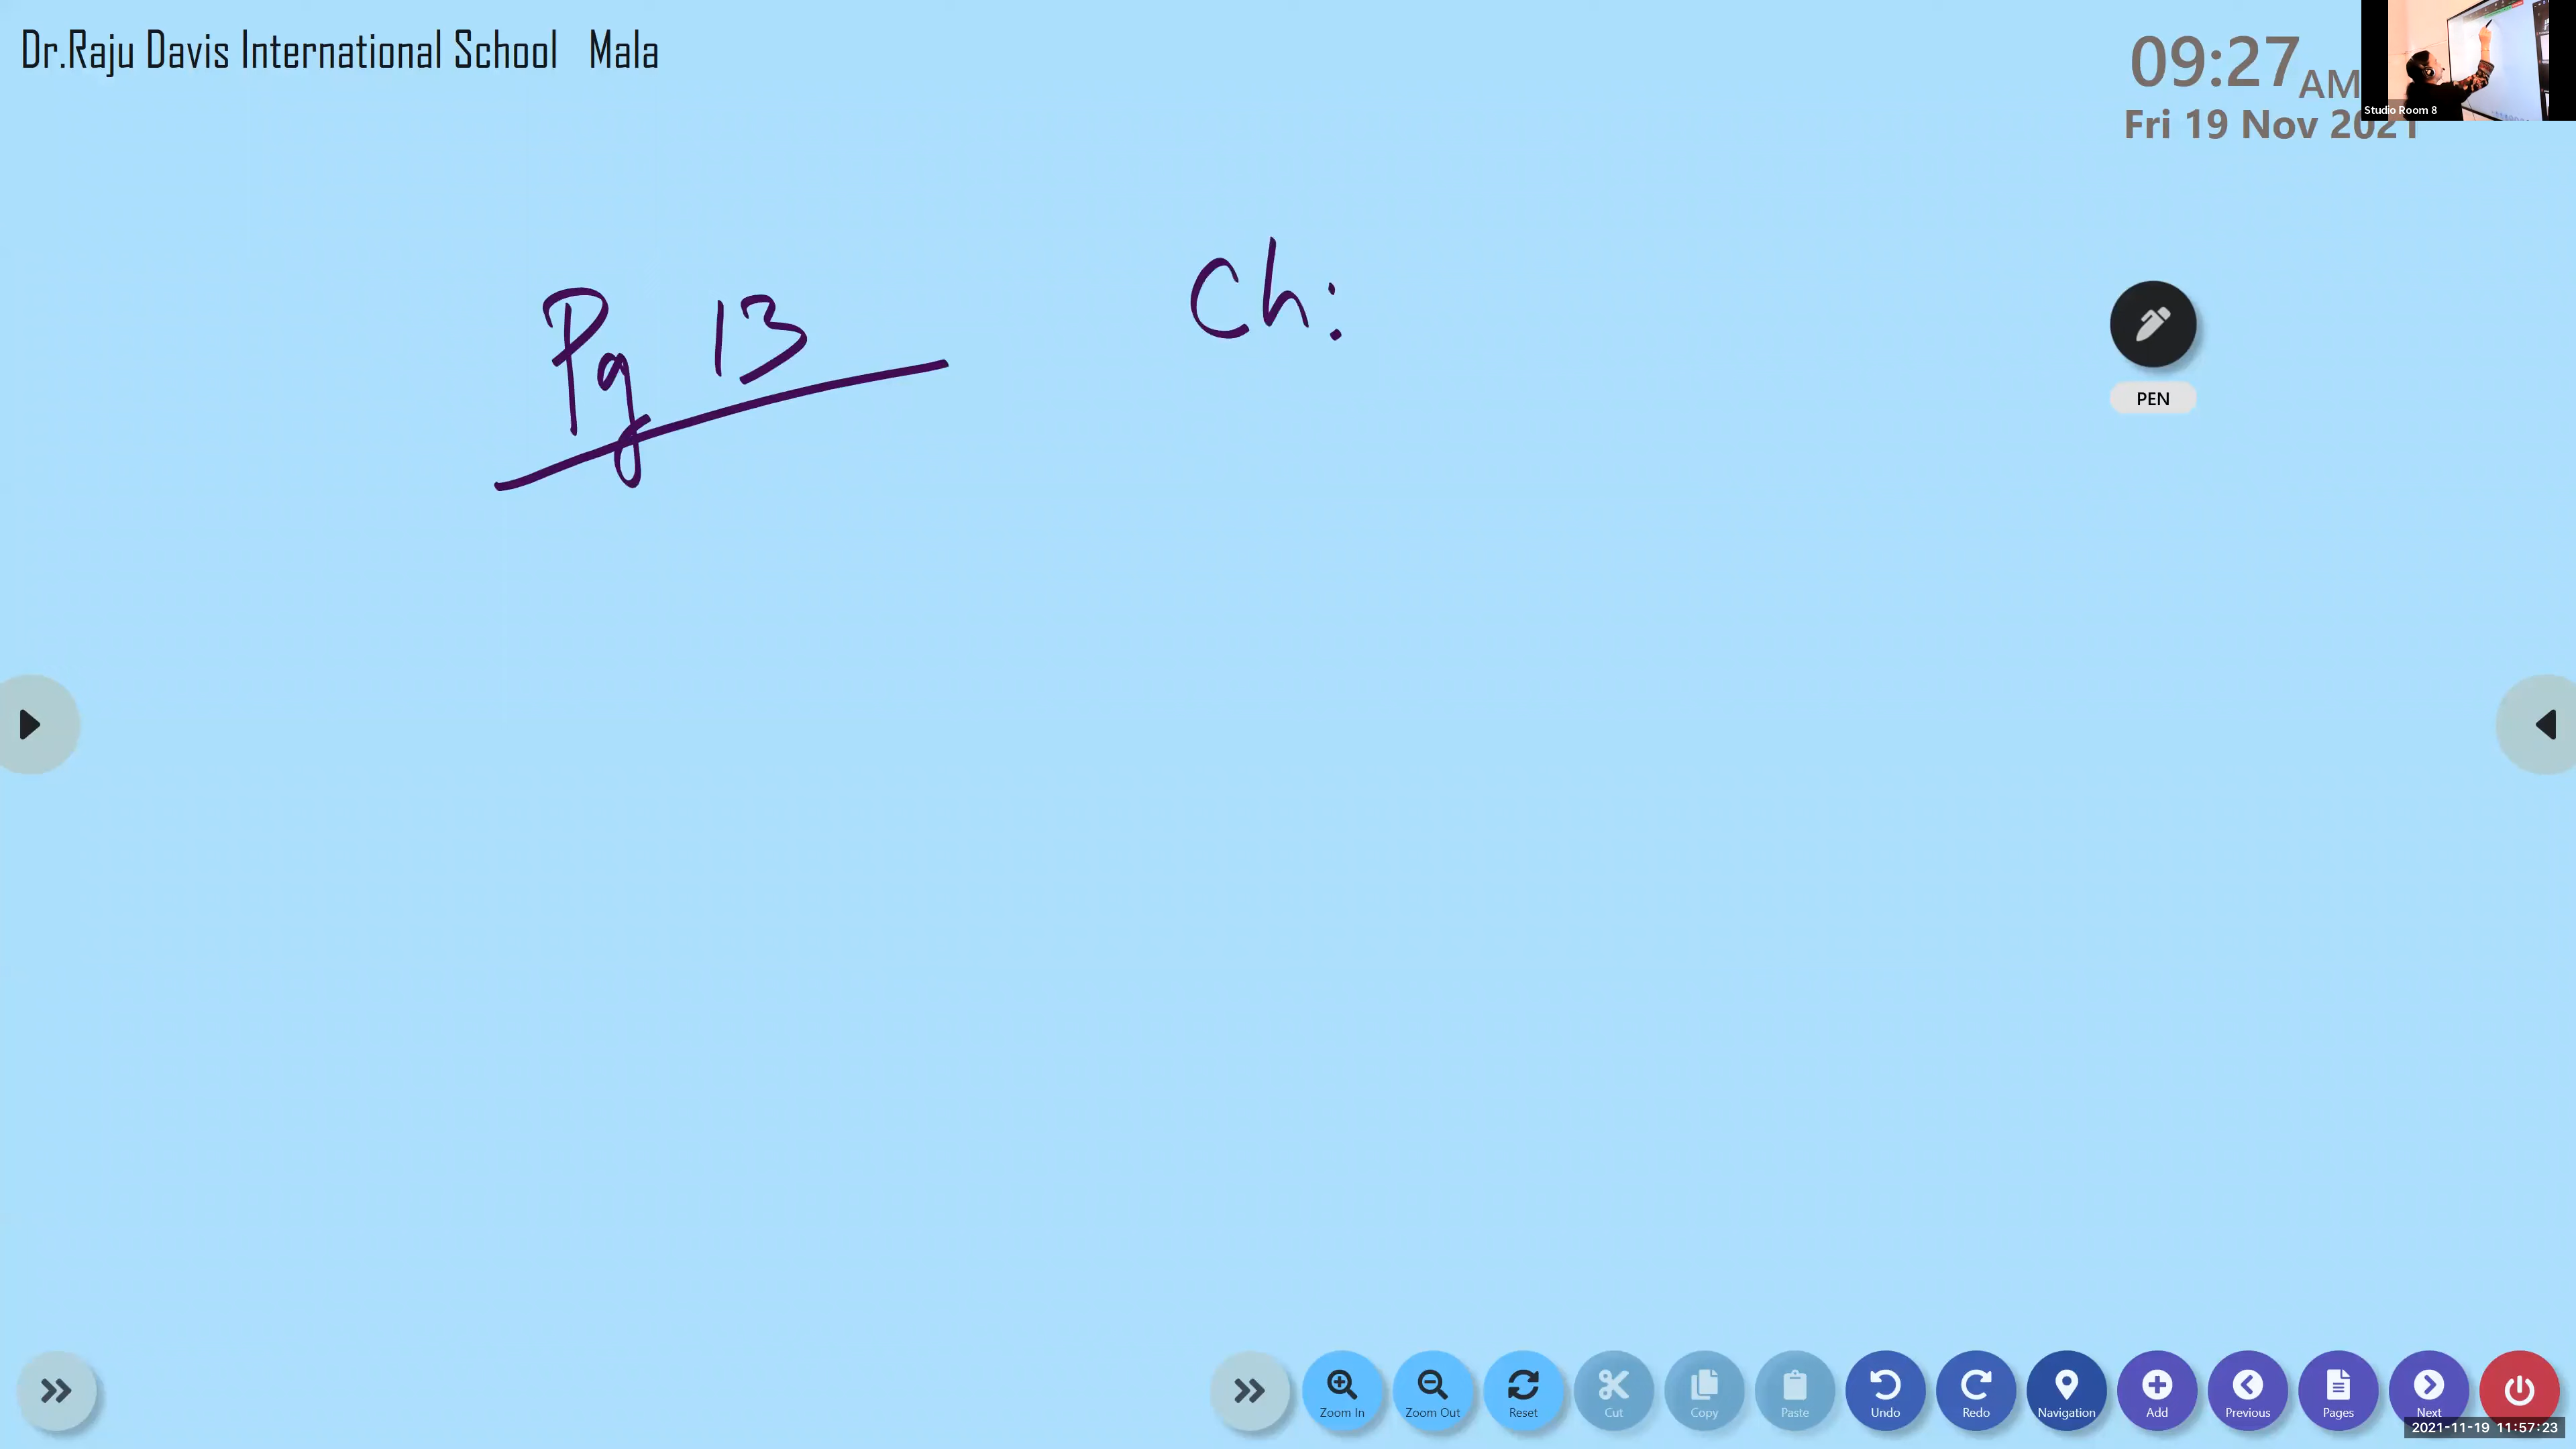 Dr.Raju Davis International School Mala
09:27 AM
Fri 19 Nov 2021
Studio Room 8
Pg 13
Ch:
PEN
Zoom In
Zoom Out
Reset
Cut
Copy
Paste
Undo
Redo
Navigation
Add
Previous
Pages
Next
2021-11-19 11:57:23